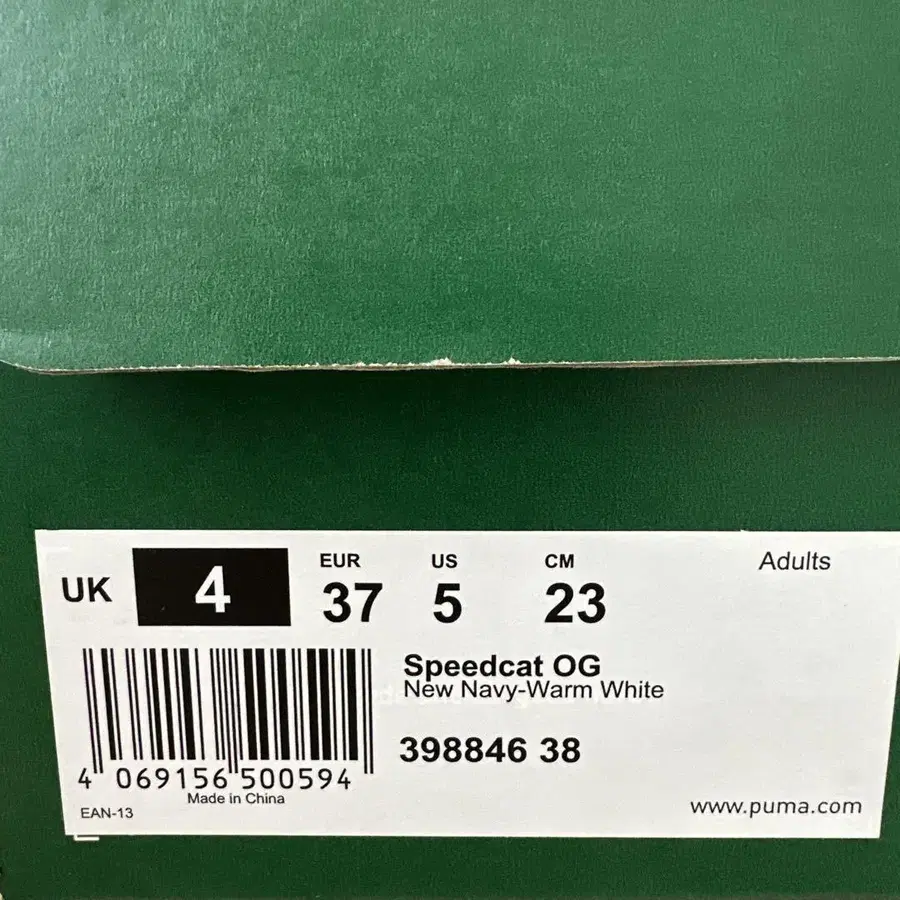 Adults
EUR US CM
UK 4 37 5 23
Speedcat OG
New Navy-Warm White
398846 38
4 069156 500594
Made in China
EAN-13
www.puma.com